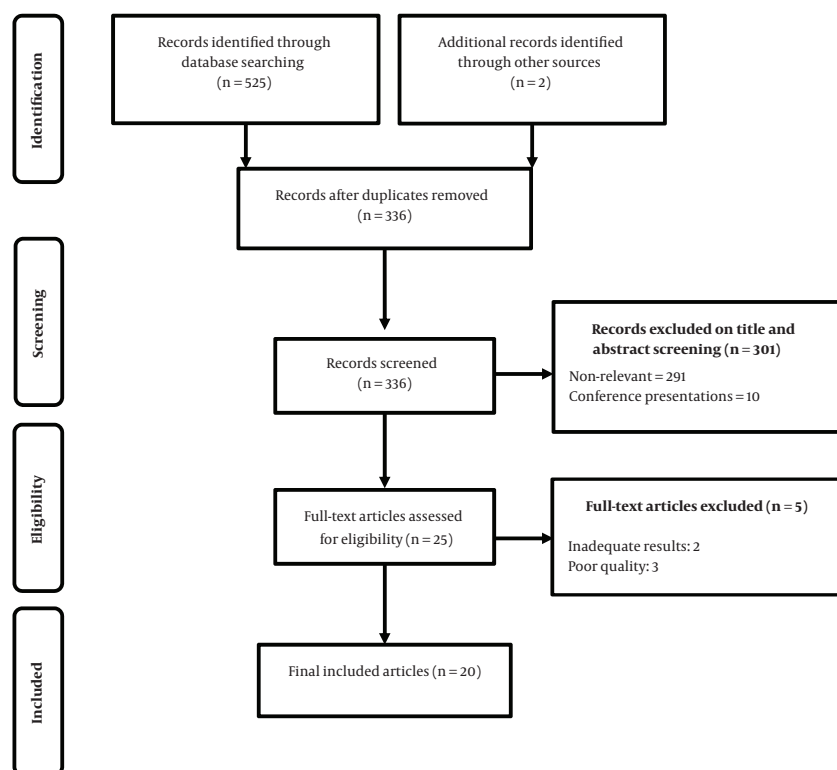 Identification
Records identified through
database searching
(n = 525)
Additional records identified
through other sources
(n = 2)
Records after duplicates removed
(n = 336)
Screening
Records screened
(n = 336)
Records excluded on title and
abstract screening (n = 301)
Non-relevant = 291
Conference presentations = 10
Eligibility
Full-text articles assessed
for eligibility (n = 25)
Full-text articles excluded (n = 5)
Inadequate results: 2
Poor quality: 3
Included
Final included articles (n = 20)